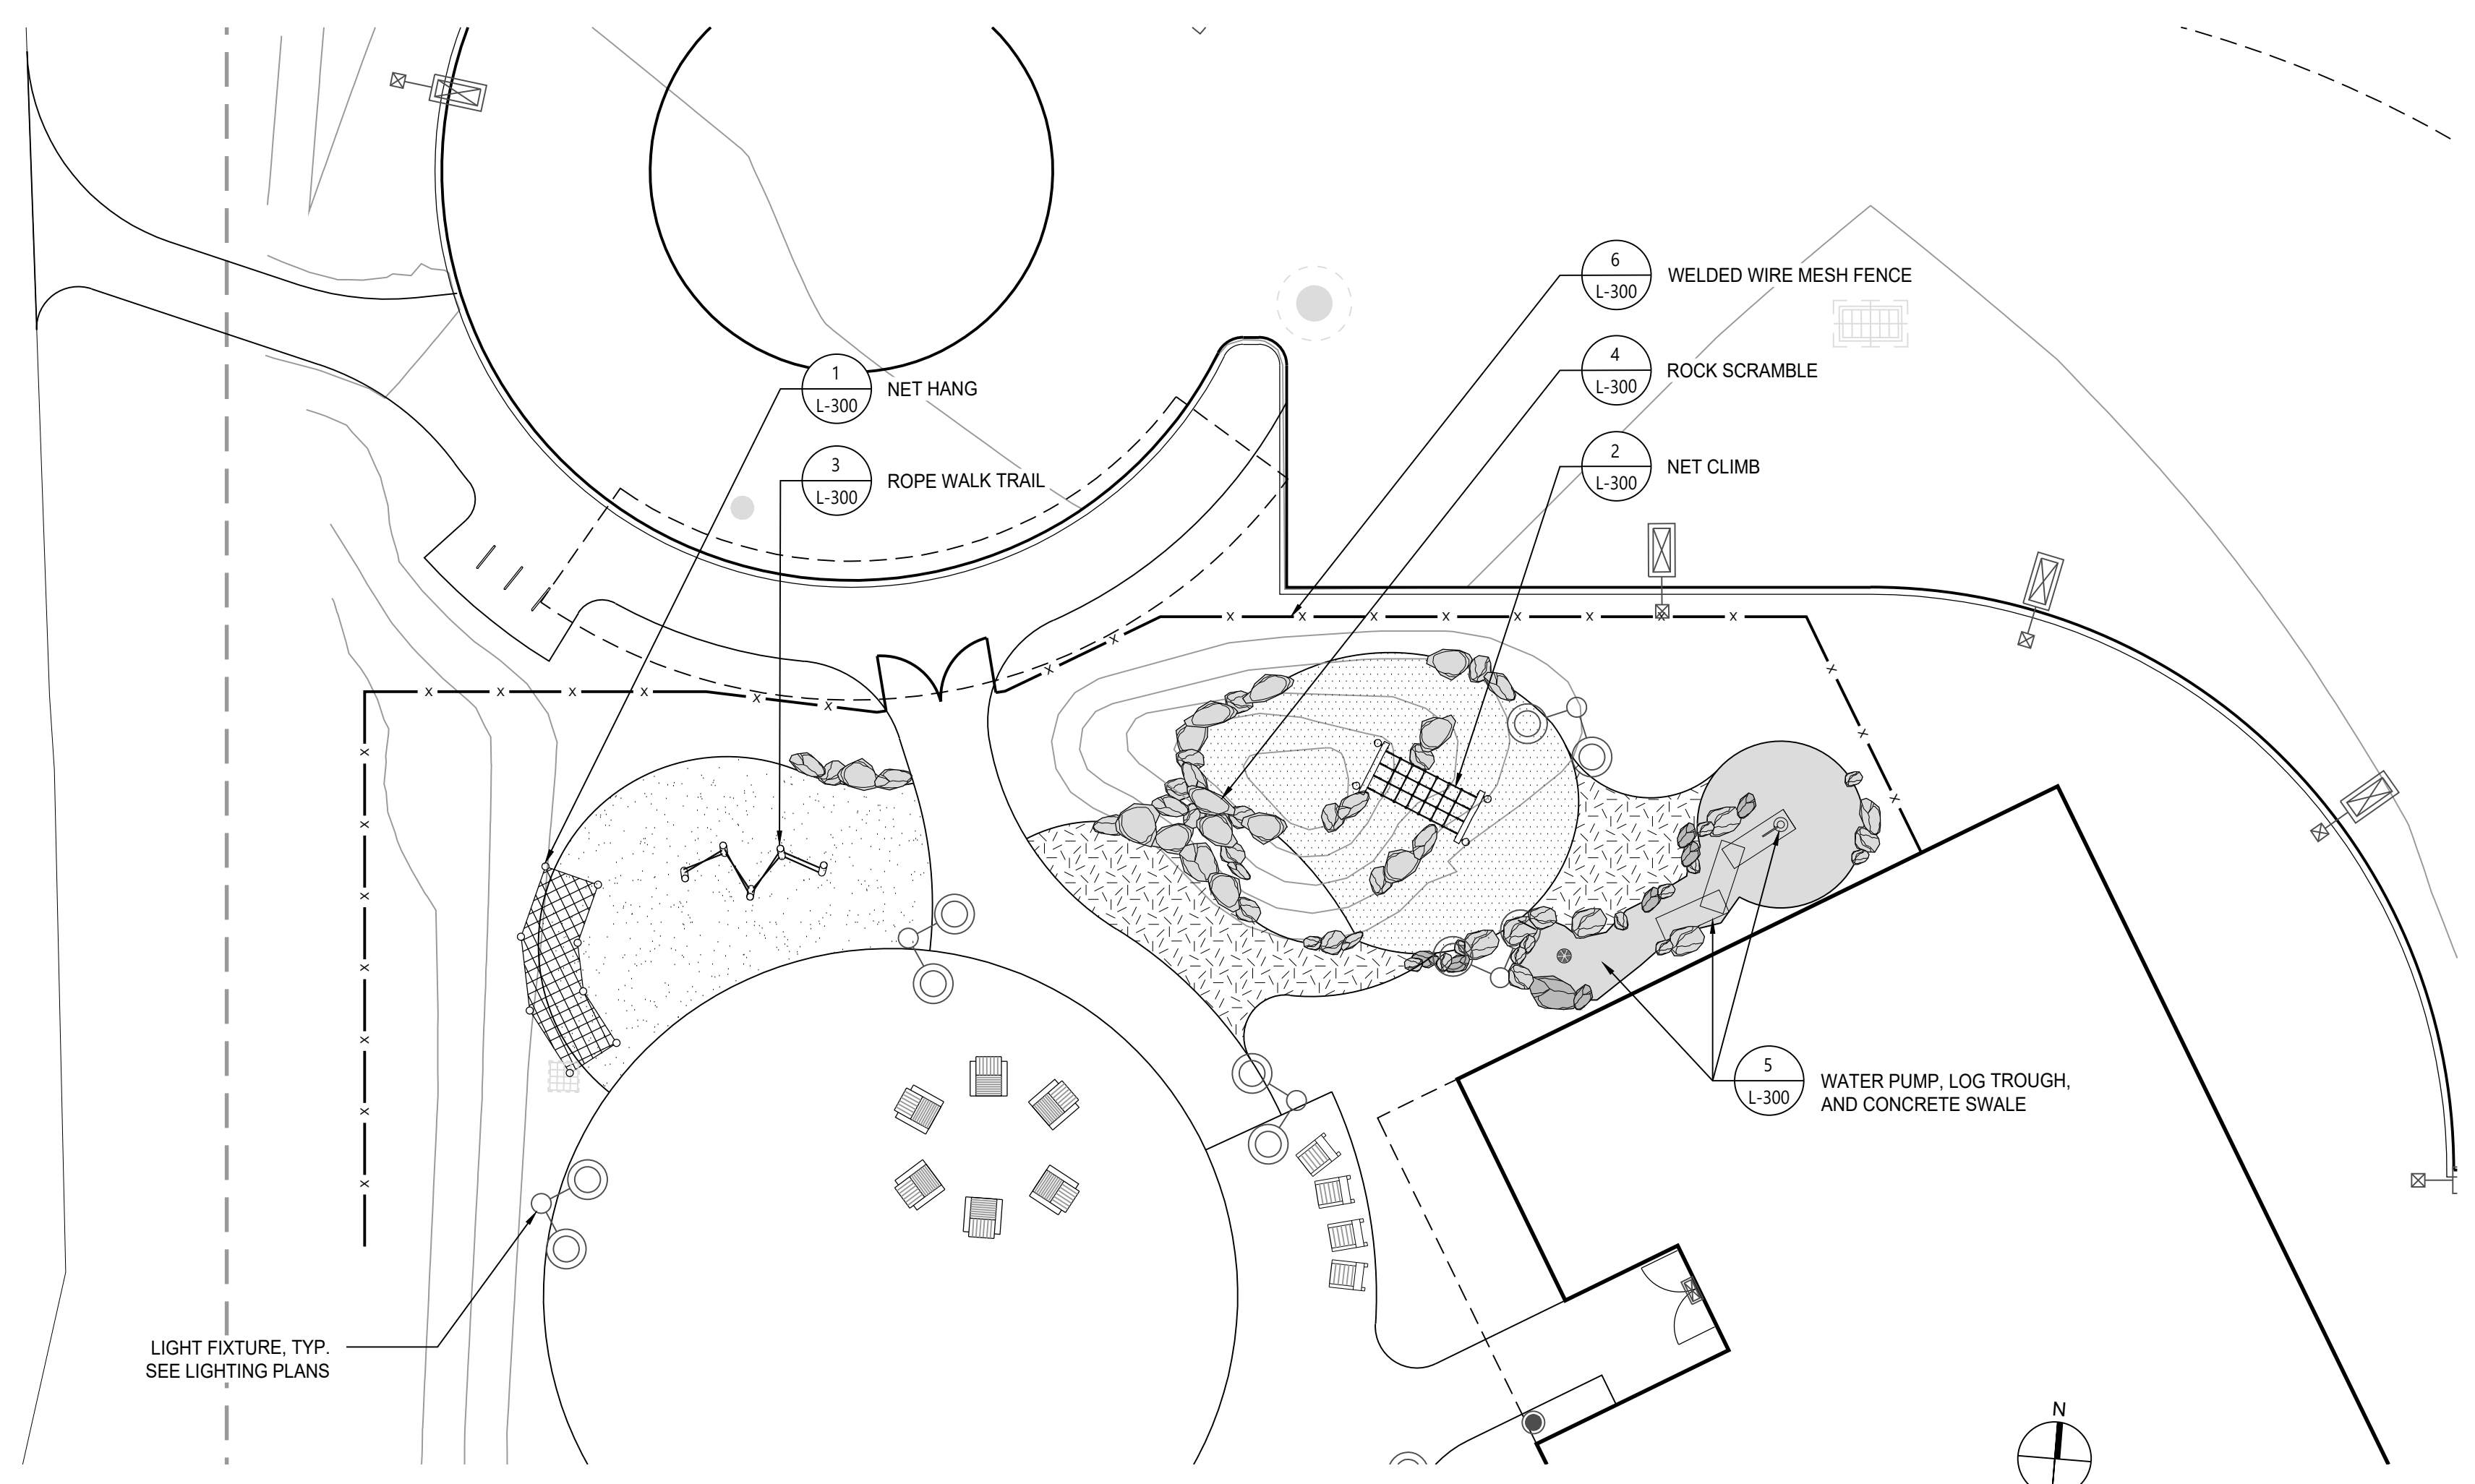 6
L-300
WELDED WIRE MESH FENCE
4
L-300
ROCK SCRAMBLE
1
L-300
NET HANG
2
L-300
NET CLIMB
3
L-300
ROPE WALK TRAIL
5
L-300
WATER PUMP, LOG TROUGH,
AND CONCRETE SWALE
LIGHT FIXTURE, TYP.
SEE LIGHTING PLANS
N